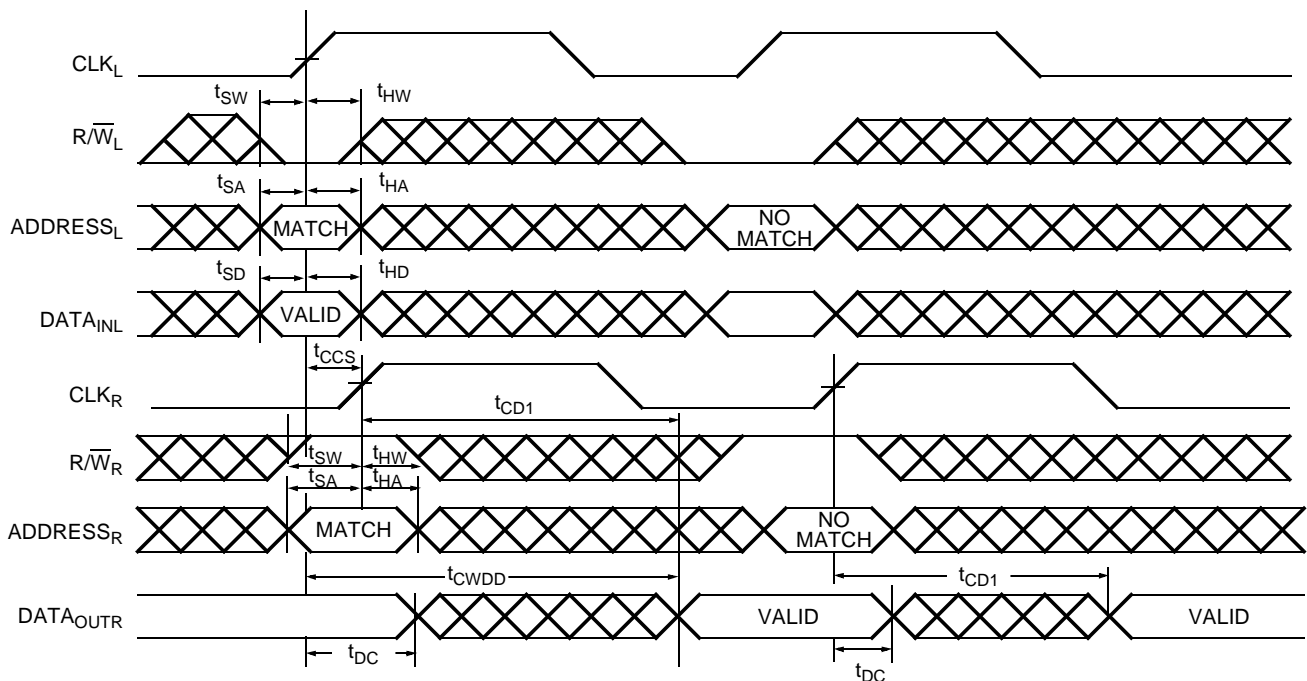 CLK_L
t_SW t_HW
R/W̅_L
t_SA t_HA
ADDRESS_L MATCH NO MATCH
t_SD t_HD
DATA_INL VALID
t_CCS
CLK_R
t_CD1
R/W̅_R t_SW t_HW
t_SA t_HA
ADDRESS_R MATCH NO MATCH
t_CWDD t_CD1
DATA_OUTR VALID VALID
t_DC t_DC